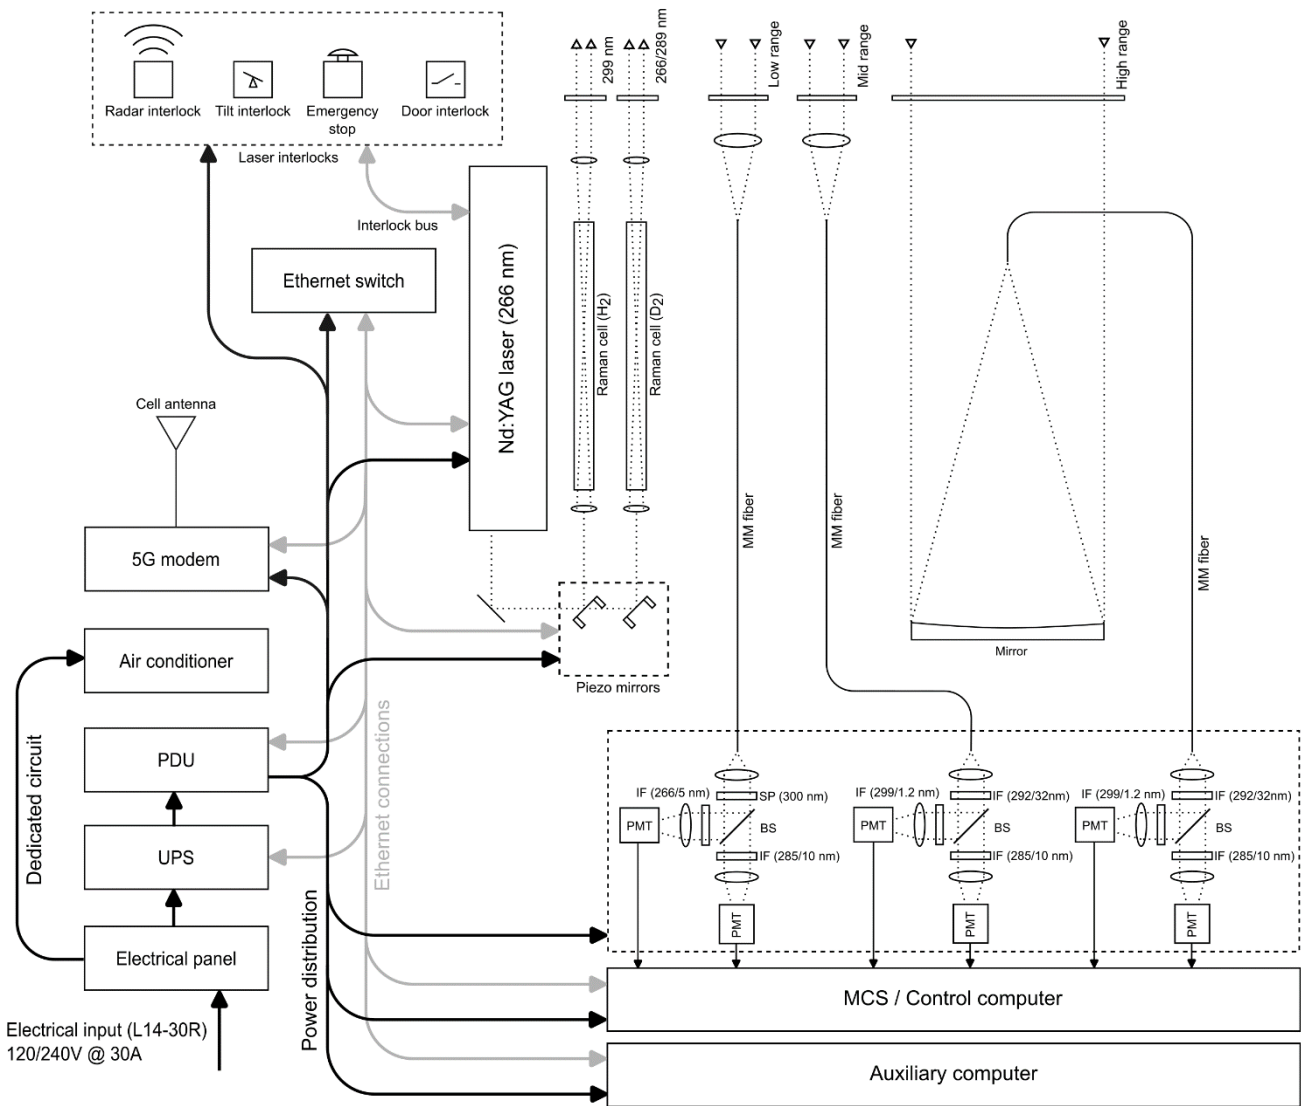 Radar interlock
Tilt interlock
Emergency
stop
Door interlock
Laser interlocks
Interlock bus
299 nm
266/289 nm
Low range
Mid range
High range
Ethernet switch
Nd:YAG laser (266 nm)
Raman cell (H2)
Raman cell (D2)
Cell antenna
5G modem
MM fiber
MM fiber
MM fiber
Air conditioner
Mirror
Piezo mirrors
Dedicated circuit
PDU
Ethernet connections
UPS
Power distribution
Electrical panel
Electrical input (L14-30R)
120/240V @ 30A
IF (266/5 nm)
SP (300 nm)
PMT
BS
IF (285/10 nm)
PMT
IF (299/1.2 nm)
IF (292/32nm)
PMT
BS
IF (285/10 nm)
PMT
IF (299/1.2 nm)
IF (292/32nm)
PMT
BS
IF (285/10 nm)
PMT
MCS / Control computer
Auxiliary computer